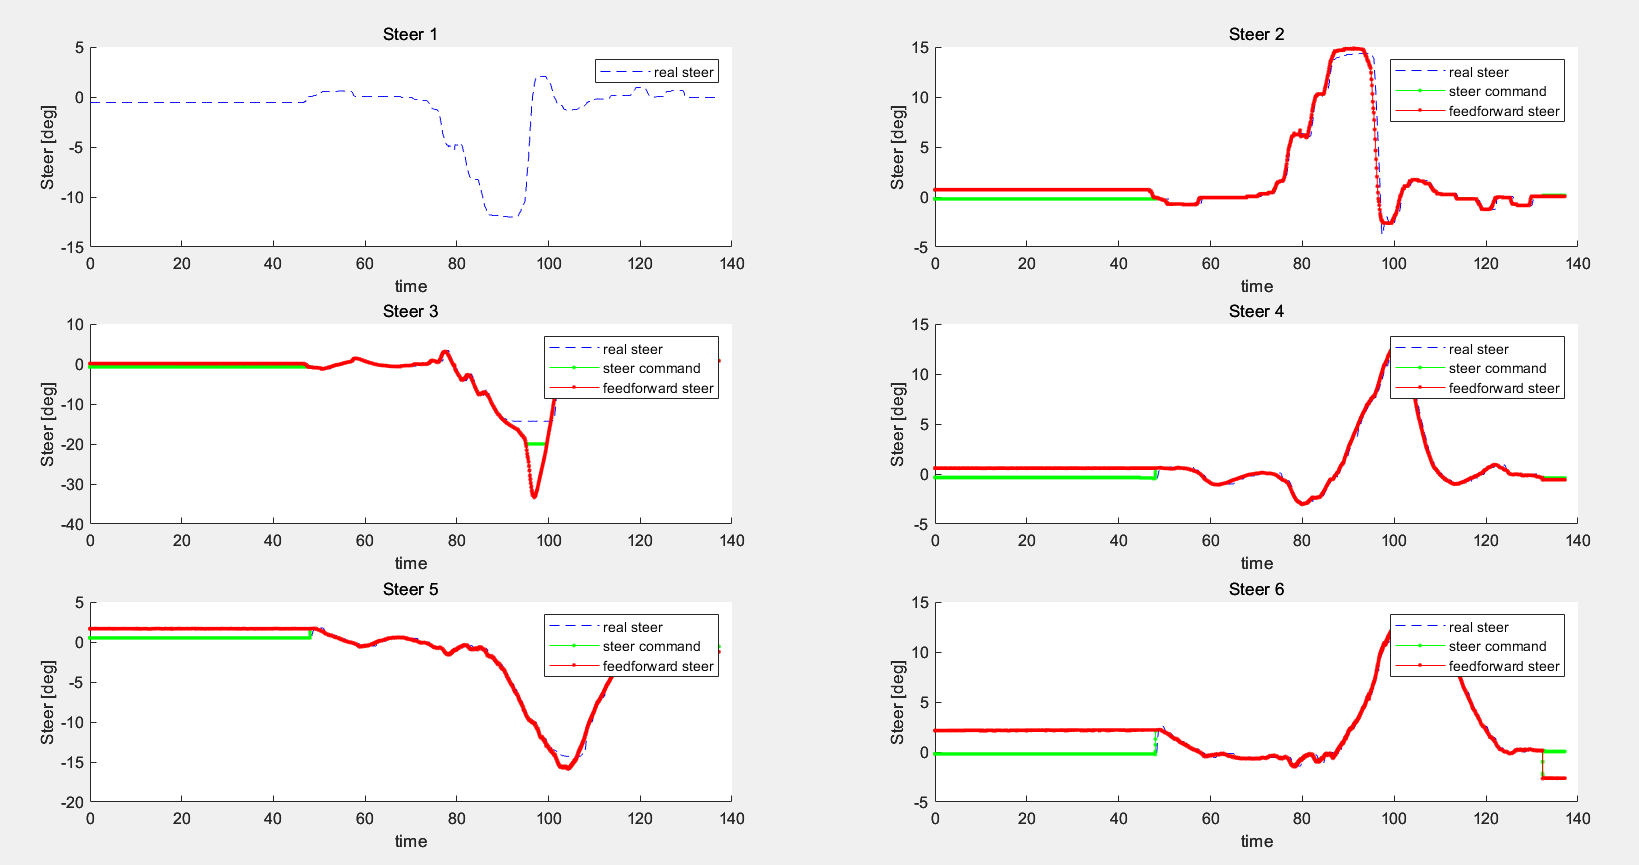 Steer 1
5
0
-5
-10
-15
Steer [deg]
real steer
0 20 40 60 80 100 120 140
time
Steer 2
15
10
5
0
-5
Steer [deg]
real steer
steer command
feedforward steer
0 20 40 60 80 100 120 140
time
Steer 3
10
0
-10
-20
-30
-40
Steer [deg]
real steer
steer command
feedforward steer
0 20 40 60 80 100 120 140
time
Steer 4
15
10
5
0
-5
Steer [deg]
real steer
steer command
feedforward steer
0 20 40 60 80 100 120 140
time
Steer 5
5
0
-5
-10
-15
-20
Steer [deg]
real steer
steer command
feedforward steer
0 20 40 60 80 100 120 140
time
Steer 6
15
10
5
0
-5
Steer [deg]
real steer
steer command
feedforward steer
0 20 40 60 80 100 120 140
time